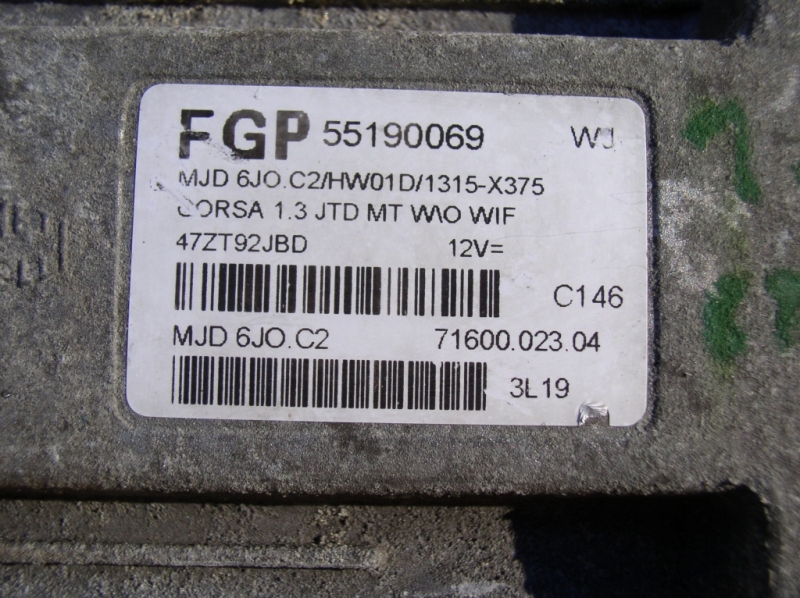 FGP 55190069 WJ
MJD 6JO.C2/HW01D/1315-X375
CORSA 1.3 JTD MT W\O WIF
47ZT92JBD 12V=
C146
MJD 6JO.C2 71600.023.04
3L19